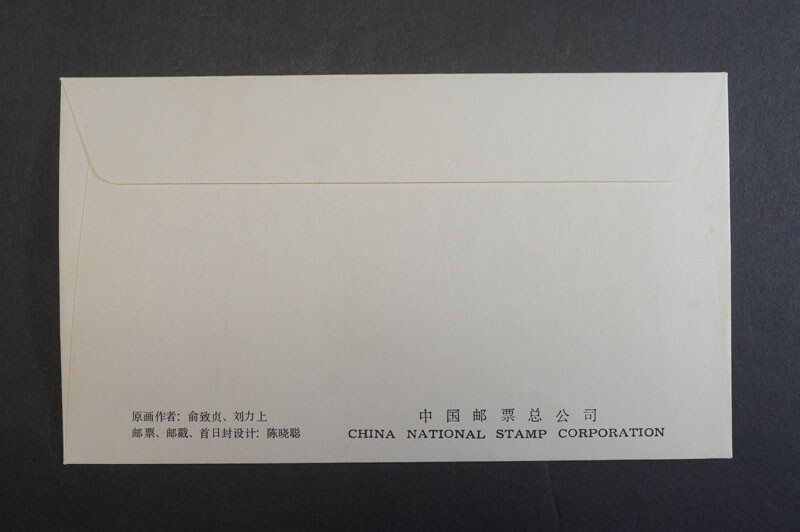 原画作者：俞致贞、刘力上
邮票、邮戳、首日封设计：陈晓聪
中国邮票总公司
CHINA NATIONAL STAMP CORPORATION